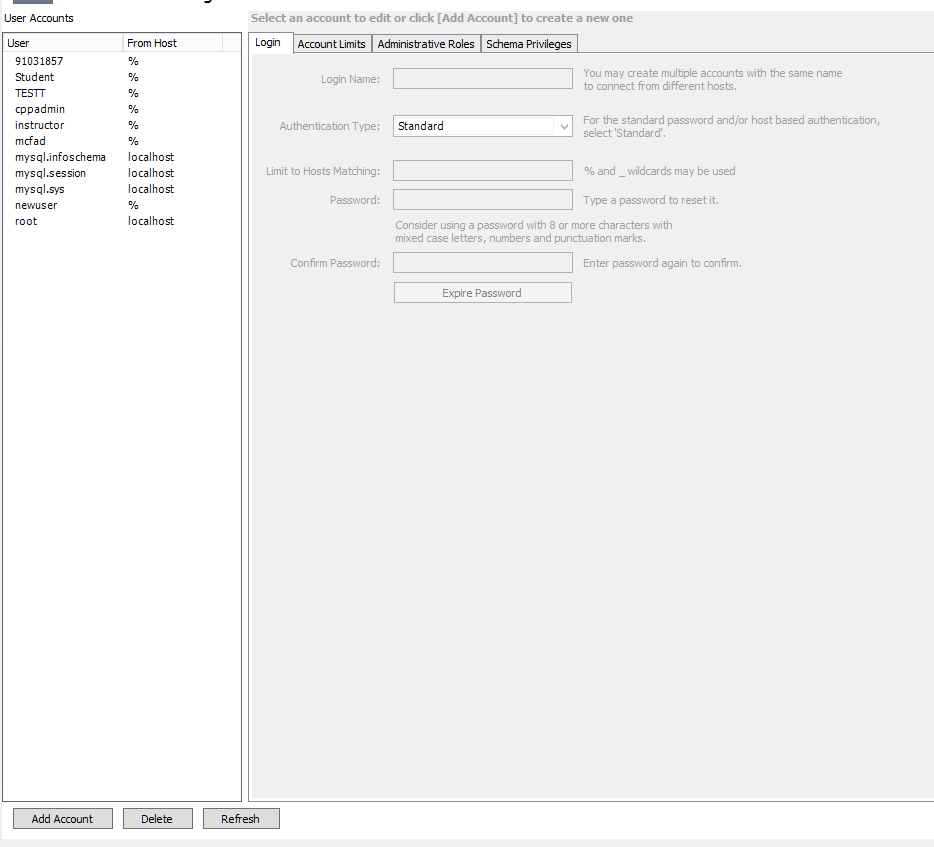 User Accounts
Select an account to edit or click [Add Account] to create a new one
User From Host
91031857 %
Student %
TESTT %
cppadmin %
instructor %
mcfad %
mysql.infoschema localhost
mysql.session localhost
mysql.sys localhost
newuser %
root localhost
Login Account Limits Administrative Roles Schema Privileges
Login Name:
You may create multiple accounts with the same name
to connect from different hosts.
Authentication Type: Standard
For the standard password and/or host based authentication,
select 'Standard'.
Limit to Hosts Matching: % and _ wildcards may be used
Password: Type a password to reset it.
Consider using a password with 8 or more characters with
mixed case letters, numbers and punctuation marks.
Confirm Password: Enter password again to confirm.
Expire Password
Add Account Delete Refresh